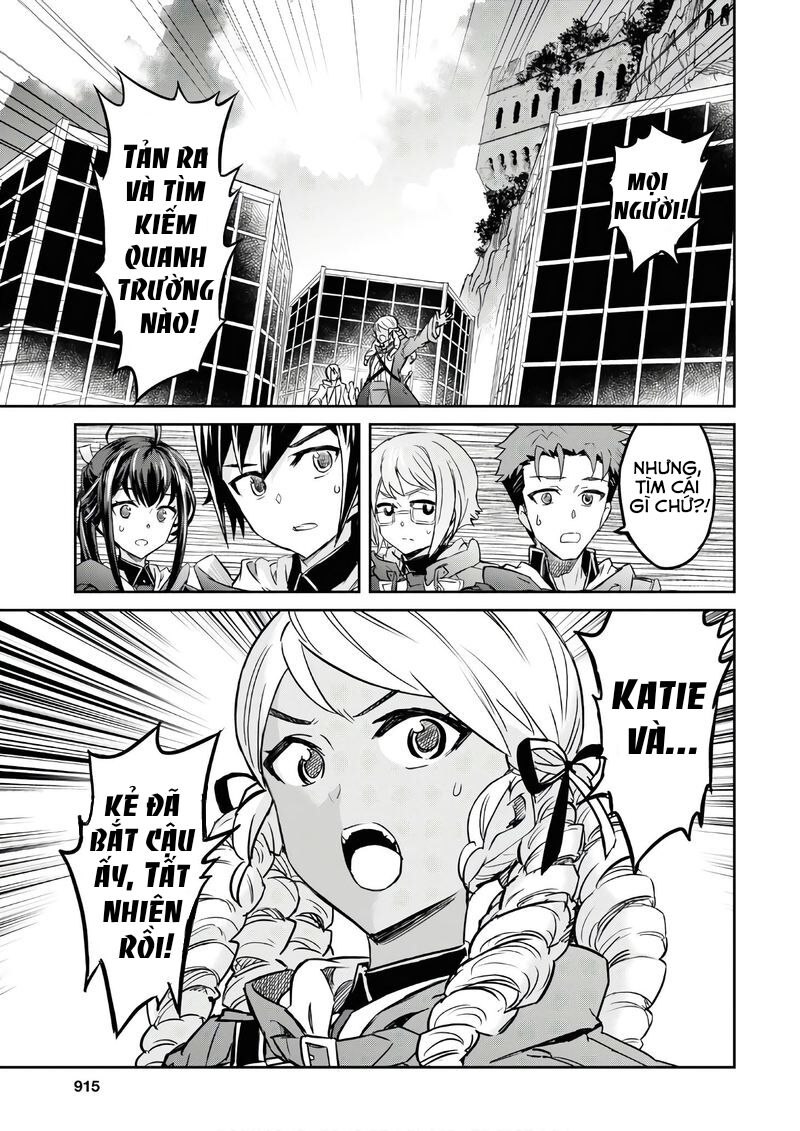 MỌI
NGƯỜI!
TẢN RA
VÀ TÌM
KIẾM
QUANH
TRƯỜNG
NÀO!
NHƯNG,
TÌM CÁI
GÌ CHỨ?!
KATIE
VÀ...
KẺ ĐÃ
BẮT CẬU
ẤY, TẤT
NHIÊN
RỒI!
915